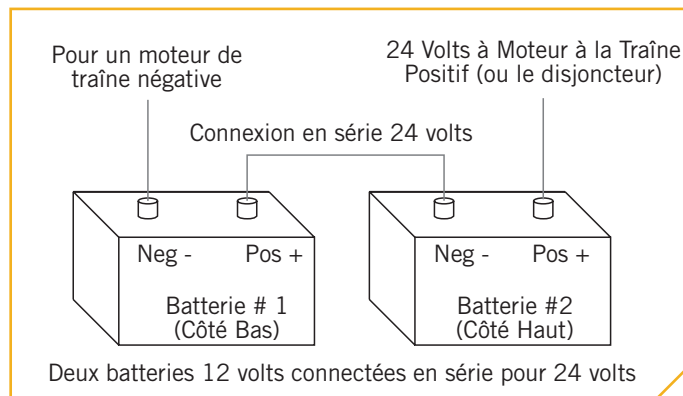 Pour un moteur de
traîne négative
24 Volts à Moteur à la Traîne
Positif (ou le disjoncteur)
Connexion en série 24 volts
Neg - Pos +
Batterie # 1
(Côté Bas)
Neg - Pos +
Batterie #2
(Côté Haut)
Deux batteries 12 volts connectées en série pour 24 volts